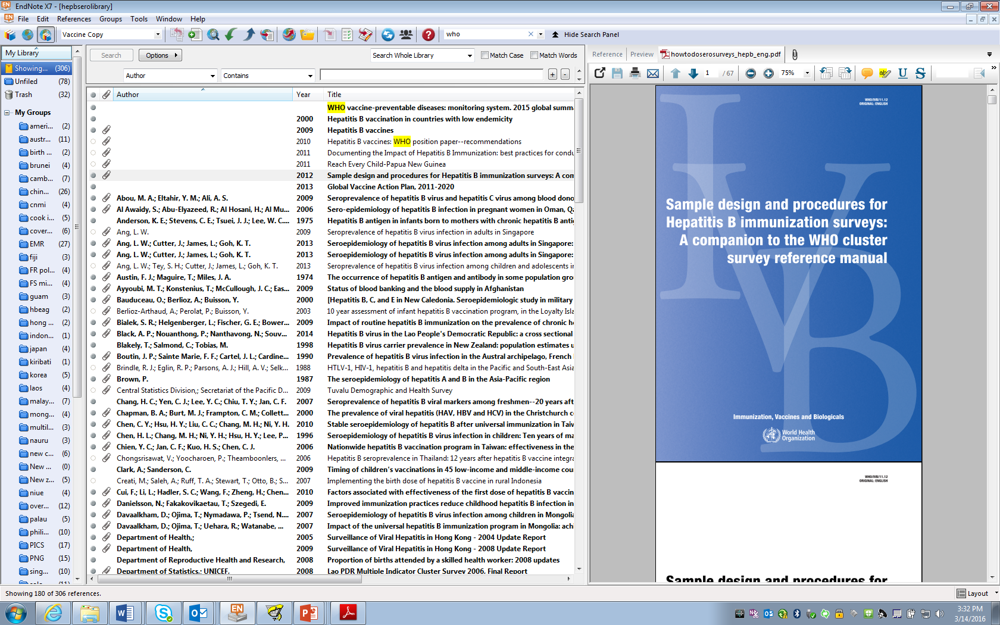 EndNote X7 - [hepbserolibrary]
File Edit References Groups Tools Window Help
Vaccine Copy
who
Hide Search Panel
My Library
Showing... (306)
Unfiled (78)
Trash (32)
My Groups
ameri... (2)
austr... (11)
birth ... (2)
brunei (4)
camb... (7)
chin... (26)
cnmi (4)
cook i... (5)
cover... (6)
EMR (27)
fiji (3)
FR pol... (4)
FS mi... (4)
guam (3)
hbeag (2)
hong ... (2)
indon... (1)
japan (4)
kiribati (1)
korea (5)
laos (4)
malay... (7)
mong... (4)
multil... (3)
nauru (3)
new c... (6)
New ... (0)
New z... (5)
niue (4)
over... (12)
palau (5)
phili... (10)
PICS (17)
PNG (15)
sing... (10)
Search Options Search Whole Library Match Case Match Words
Author Contains + -
Author Year Title
WHO vaccine-preventable diseases: monitoring system. 2015 global summa
2000 Hepatitis B vaccination in countries with low endemicity
2009 Hepatitis B vaccines
2010 Hepatitis B vaccines: WHO position paper--recommendations
2011 Documenting the Impact of Hepatitis B Immunization: best practices for condu
2011 Reach Every Child-Papua New Guinea
2012 Sample design and procedures for Hepatitis B immunization surveys: A com
2013 Global Vaccine Action Plan, 2011-2020
Abou, M. A.; Eltahir, Y. M.; Ali, A. S. 2009 Seroprevalence of hepatitis B virus and hepatitis C virus among blood dono
Al Awaidy, S.; Abu-Elyazeed, R.; Al Hosani, H.; Al Mu... 2006 Sero-epidemiology of hepatitis B infection in pregnant women in Oman, Qa
Anderson, K. E.; Stevens, C. E.; Tsuei, J. J.; Lee, W. C.... 1975 Hepatitis B antigen in infants born to mothers with chronic hepatitis B anti
Ang, L. W. 2009 Seroprevalence of hepatitis B virus infection in adults in Singapore
Ang, L. W.; Cutter, J.; James, L.; Goh, K. T. 2013 Seroepidemiology of hepatitis B virus infection among adults in Singapore:
Ang, L. W.; Cutter, J.; James, L.; Goh, K. T. 2013 Seroepidemiology of hepatitis B virus infection among adults in Singapore:
Ang, L. W.; Tey, S. H.; Cutter, J.; James, L.; Goh, K. T. 2013 Seroprevalence of hepatitis B virus infection among children and adolescents i
Austin, F. J.; Maguire, T.; Miles, J. A. 1974 The occurrence of hepatitis B antigen and antibody in some population gro
Ayyoubi, M. T.; Konstenius, T.; McCullough, J. C.; Eas... 2009 Status of blood banking and the blood supply in Afghanistan
Bauduceau, O.; Berlioz, A.; Buisson, Y. 2000 [Hepatitis B, C, and E in New Caledonia. Seroepidemiologic study in military
Berlioz-Arthaud, A.; Perolat, P.; Buisson, Y. 2003 10 year assessment of infant hepatitis B vaccination program, in the Loyalty Isla
Bialek, S. R.; Helgenberger, L.; Fischer, G. E.; Bower... 2009 Impact of routine hepatitis B immunization on the prevalence of chronic h
Black, A. P.; Nouanthong, P.; Nanthavong, N.; Souv... 2014 Hepatitis B virus in the Lao People's Democratic Republic: a cross sectional
Blakely, T.; Salmond, C.; Tobias, M. 1998 Hepatitis B virus carrier prevalence in New Zealand: population estimates u
Boutin, J. P.; Sainte Marie, F. F.; Cartel, J. L.; Cardine... 1990 Prevalence of hepatitis B virus infection in the Austral archipelago, French
Brindle, R. J.; Eglin, R. P.; Parsons, A. J.; Hill, A. V.; Selk... 1988 HTLV-1, HIV-1, hepatitis B and hepatitis delta in the Pacific and South-East Asia
Brown, P. 1987 The seroepidemiology of hepatitis A and B in the Asia-Pacific region
Central Statistics Division,; Secretariat of the Pacific D... 2009 Tuvalu Demographic and Health Survey
Chang, H. C.; Yen, C. J.; Lee, Y. C.; Chiu, T. Y.; Jan, C. F. 2007 Seroprevalence of hepatitis B viral markers among freshmen--20 years aft
Chapman, B. A.; Burt, M. J.; Frampton, C. M.; Collett... 2000 The prevalence of viral hepatitis (HAV, HBV and HCV) in the Christchurch c
Chen, C. Y.; Hsu, H. Y.; Liu, C. C.; Chang, M. H.; Ni, Y. H. 2010 Stable seroepidemiology of hepatitis B after universal immunization in Taiw
Chen, H. L.; Chang, M. H.; Ni, Y. H.; Hsu, H. Y.; Lee, P... 1996 Seroepidemiology of hepatitis B virus infection in children: Ten years of ma
Chien, Y. C.; Jan, C. F.; Kuo, H. S.; Chen, C. J. 2006 Nationwide hepatitis B vaccination program in Taiwan: effectiveness in the
Chongsrisawat, V.; Yoocharoen, P.; Theamboonlers, ... 2006 Hepatitis B seroprevalence in Thailand: 12 years after hepatitis B vaccine integra
Clark, A.; Sanderson, C. 2009 Timing of children's vaccinations in 45 low-income and middle-income cou
Creati, M.; Saleh, A.; Ruff, T. A.; Stewart, T.; Otto, B.; S... 2007 Implementing the birth dose of hepatitis B vaccine in rural Indonesia
Cui, F.; Li, L.; Hadler, S. C.; Wang, F.; Zheng, H.; Chen... 2010 Factors associated with effectiveness of the first dose of hepatitis B vaccin
Danielsson, N.; Fakakovikaetau, T.; Szegedi, E. 2009 Improved immunization practices reduce childhood hepatitis B infection in
Davaalkham, D.; Ojima, T.; Nymadawa, P.; Tsend, N.... 2007 Seroepidemiology of hepatitis B virus infection among children in Mongolia
Davaalkham, D.; Ojima, T.; Uehara, R.; Watanabe, ... 2007 Impact of the universal hepatitis B immunization program in Mongolia: ach
Department of Health,; 2005 Surveillance of Viral Hepatitis in Hong Kong - 2004 Update Report
Department of Health, 2009 Surveillance of Viral Hepatitis in Hong Kong - 2008 Update Report
Department of Reproductive Health and Research, 2008 Proportion of births attended by a skilled health worker: 2008 updates
Department of Statistics,; UNICEF, 2008 Lao PDR Multiple Indicator Cluster Survey 2006, Final Report
Reference Preview howtodoserosurveys_hepb_eng.pdf
1 / 67 75%
WHO/IVB/11.12
ORIGINAL: ENGLISH
IVB
Sample design and procedures for
Hepatitis B immunization surveys:
A companion to the WHO cluster
survey reference manual
Immunization, Vaccines and Biologicals
World Health
Organization
WHO/IVB/11.12
ORIGINAL: ENGLISH
Sample design and procedures for
Showing 180 of 306 references.
Layout
3:32 PM
3/14/2016